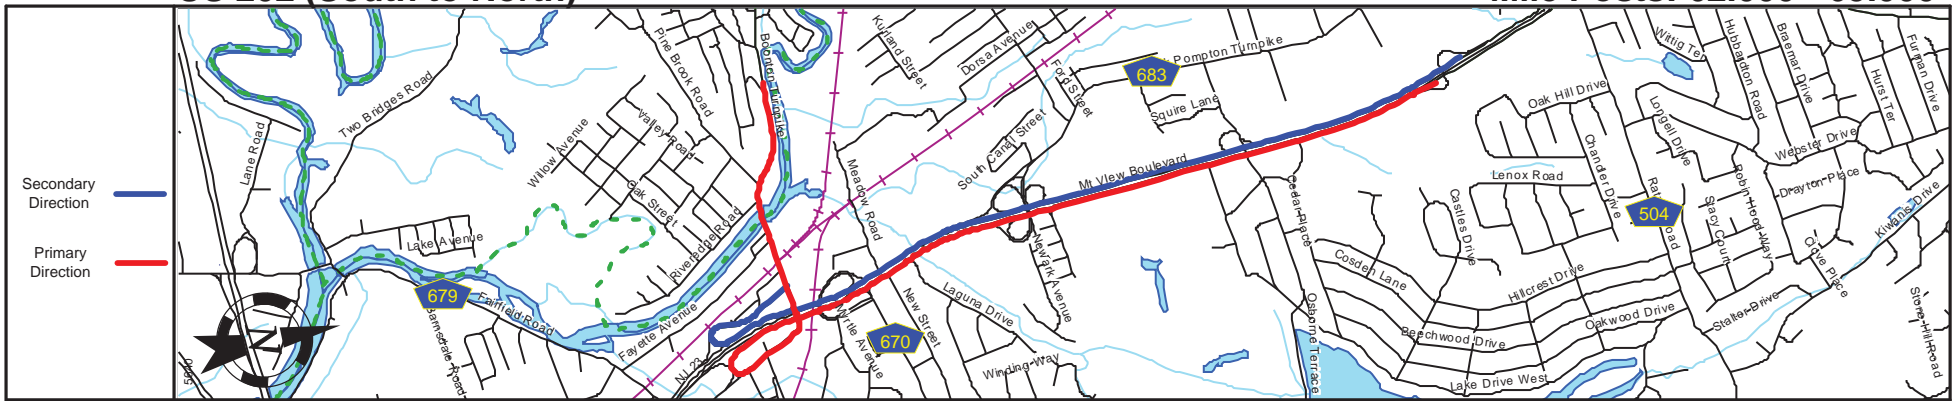 Secondary
Direction
Primary
Direction
Lane Road
Two Bridges Road
Pine Brook Road
Boonton Turnpike
Kurland Street
Dorsa Avenue
Ford Street
Pompton Turnpike
683
Squire Lane
Willow Avenue
Valley Road
Oak Street
Riveredge Road
Meadow Road
South Canal Street
Mt View Boulevard
Lake Avenue
679
Fairfield Road
Barnsdale Road
Fayette Avenue
NJ 23
Myrtle Avenue
670
New Street
Laguna Drive
Winding Way
Newark Avenue
Cedar Place
Osborne Terrace
Cosden Lane
Castles Drive
Lenox Road
Oak Hill Drive
Chandler Drive
Longell Drive
Wittig Ter
Hubbardton Road
Braemar Drive
Hurst Ter
Furman Drive
Webster Drive
Drayton Place
Robin Hood Way
Stacy Court
504
Kiwanis Drive
Clove Place
Hillcrest Drive
Oakwood Drive
Beechwood Drive
Lake Drive West
Stalter Drive
Stone Hill Road
N